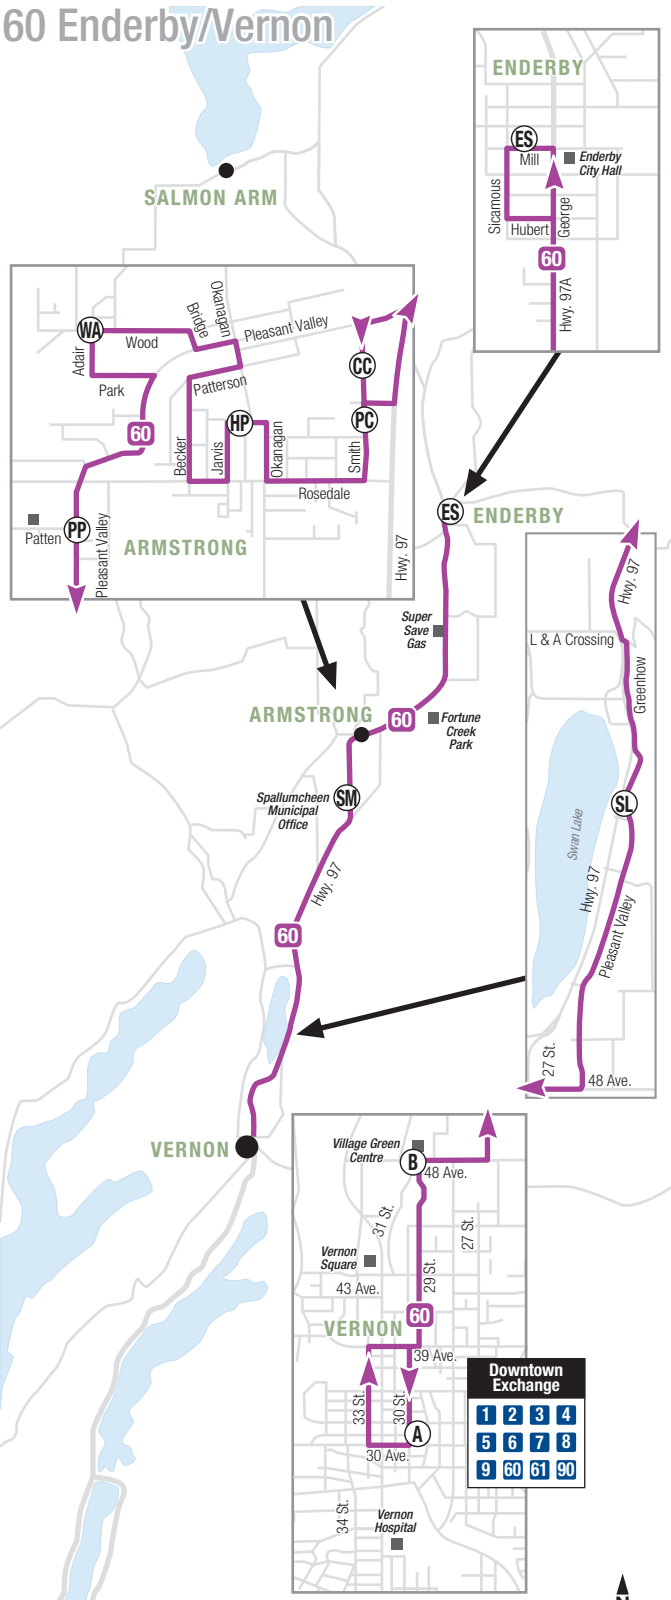 60 Enderby/Vernon
ENDERBY
ES
Mill
Enderby
City Hall
Sicamous
George
Hubert
60
Hwy. 97A
SALMON ARM
Okanagan
Bridge
Pleasant Valley
WA
Wood
Adair
Park
Patterson
CC
PC
HP
60
Becker
Jarvis
Okanagan
Smith
Rosedale
Patten
PP
Pleasant Valley
ARMSTRONG
Hwy. 97
ES
ENDERBY
Super
Save
Gas
ARMSTRONG
60
Fortune
Creek
Park
Spallumcheen
Municipal
Office
SM
Hwy. 97
60
Hwy. 97
L & A Crossing
Greenhow
SL
Swan Lake
Hwy. 97
Pleasant Valley
27 St.
48 Ave.
VERNON
Village Green
Centre
B
48 Ave.
31 St.
27 St.
Vernon
Square
29 St.
43 Ave.
60
VERNON
39 Ave.
33 St.
30 St.
A
30 Ave.
34 St.
Vernon
Hospital
Downtown
Exchange
1 2 3 4
5 6 7 8
9 60 61 90
N